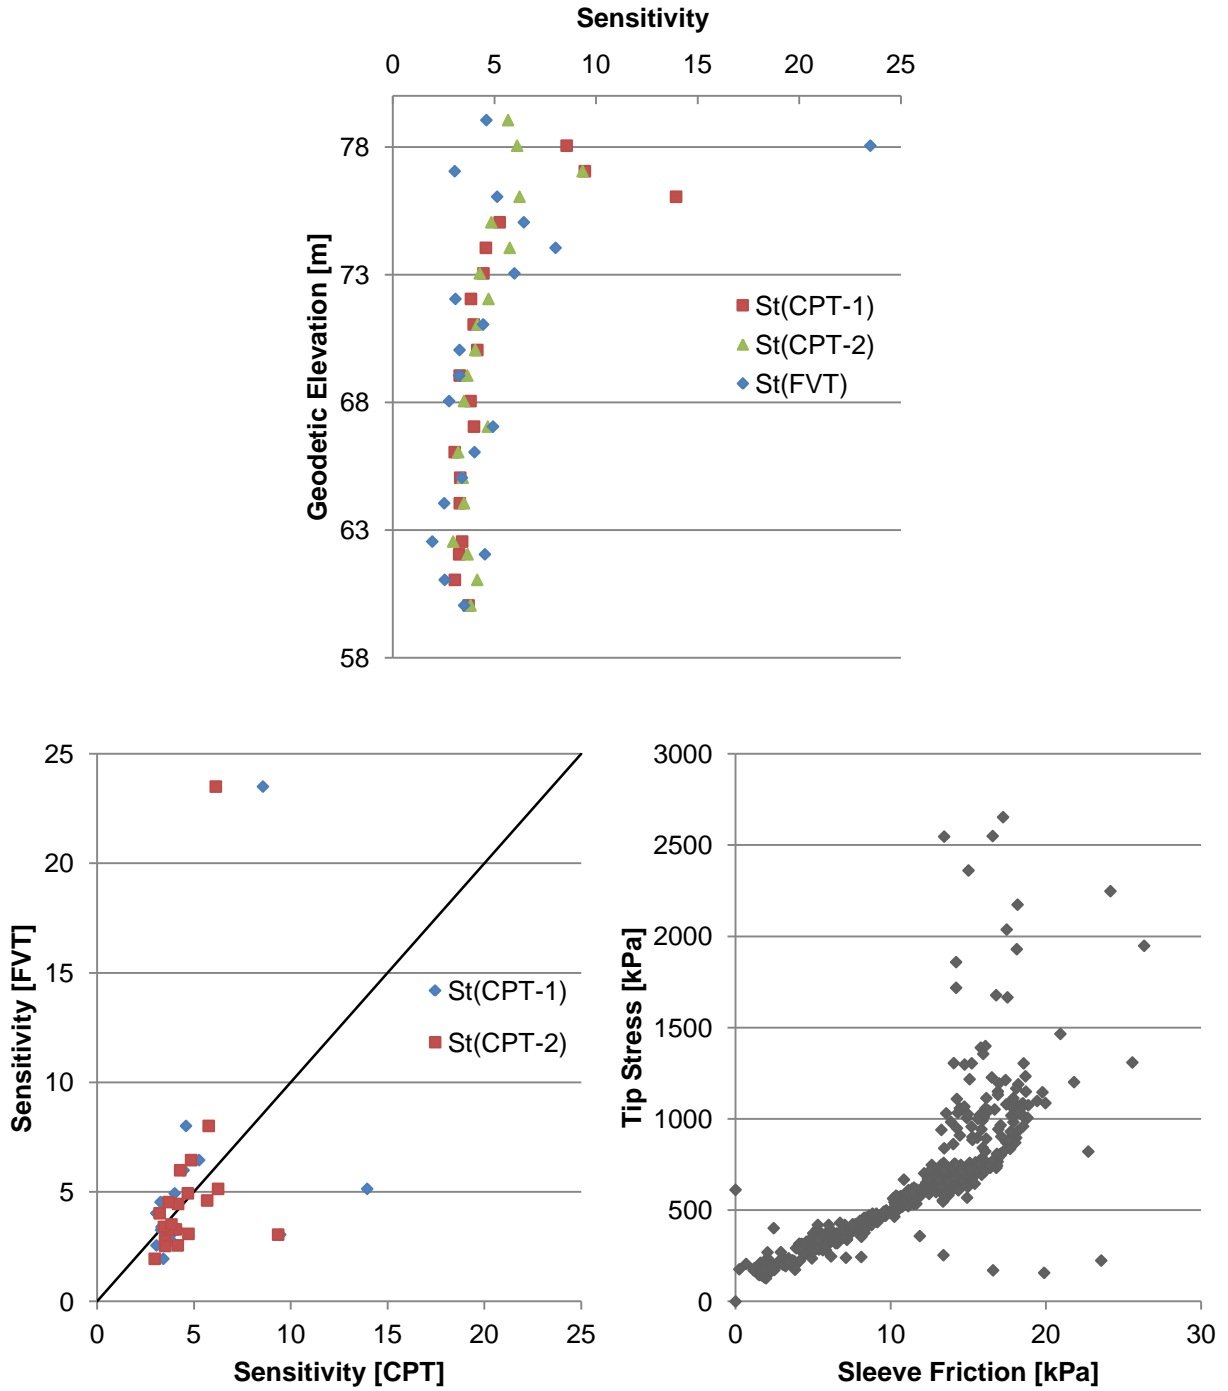 Sensitivity
0 5 10 15 20 25
78
73
68
63
58
Geodetic Elevation [m]
St(CPT-1)
St(CPT-2)
St(FVT)
25
20
15
10
5
0
Sensitivity [FVT]
St(CPT-1)
St(CPT-2)
0 5 10 15 20 25
Sensitivity [CPT]
3000
2500
2000
1500
1000
500
0
Tip Stress [kPa]
0 10 20 30
Sleeve Friction [kPa]